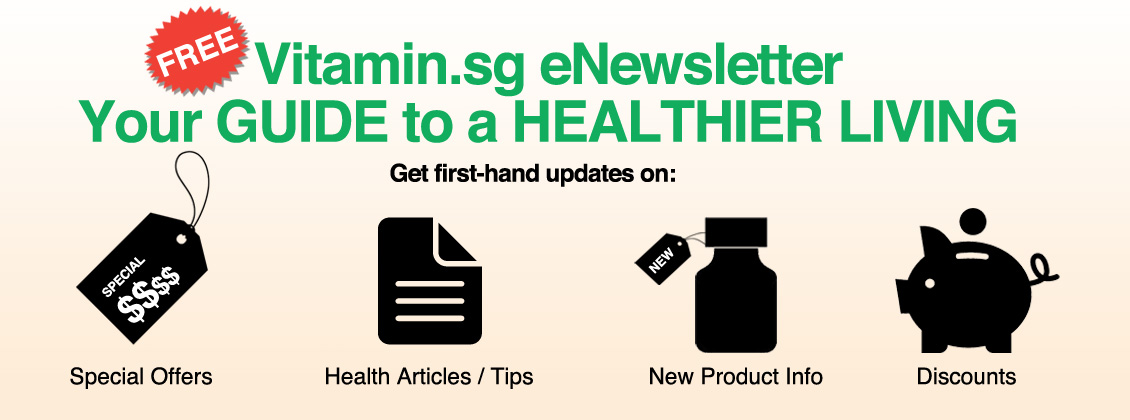 FREE
Vitamin.sg eNewsletter
Your GUIDE to a HEALTHIER LIVING
Get first-hand updates on:
SPECIAL
$$$$
NEW
Special Offers
Health Articles / Tips
New Product Info
Discounts